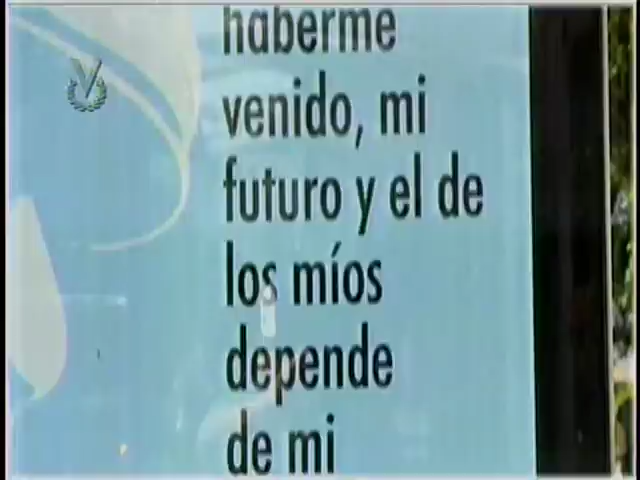 haberme
venido, mi
futuro y el de
los míos
depende
de mi